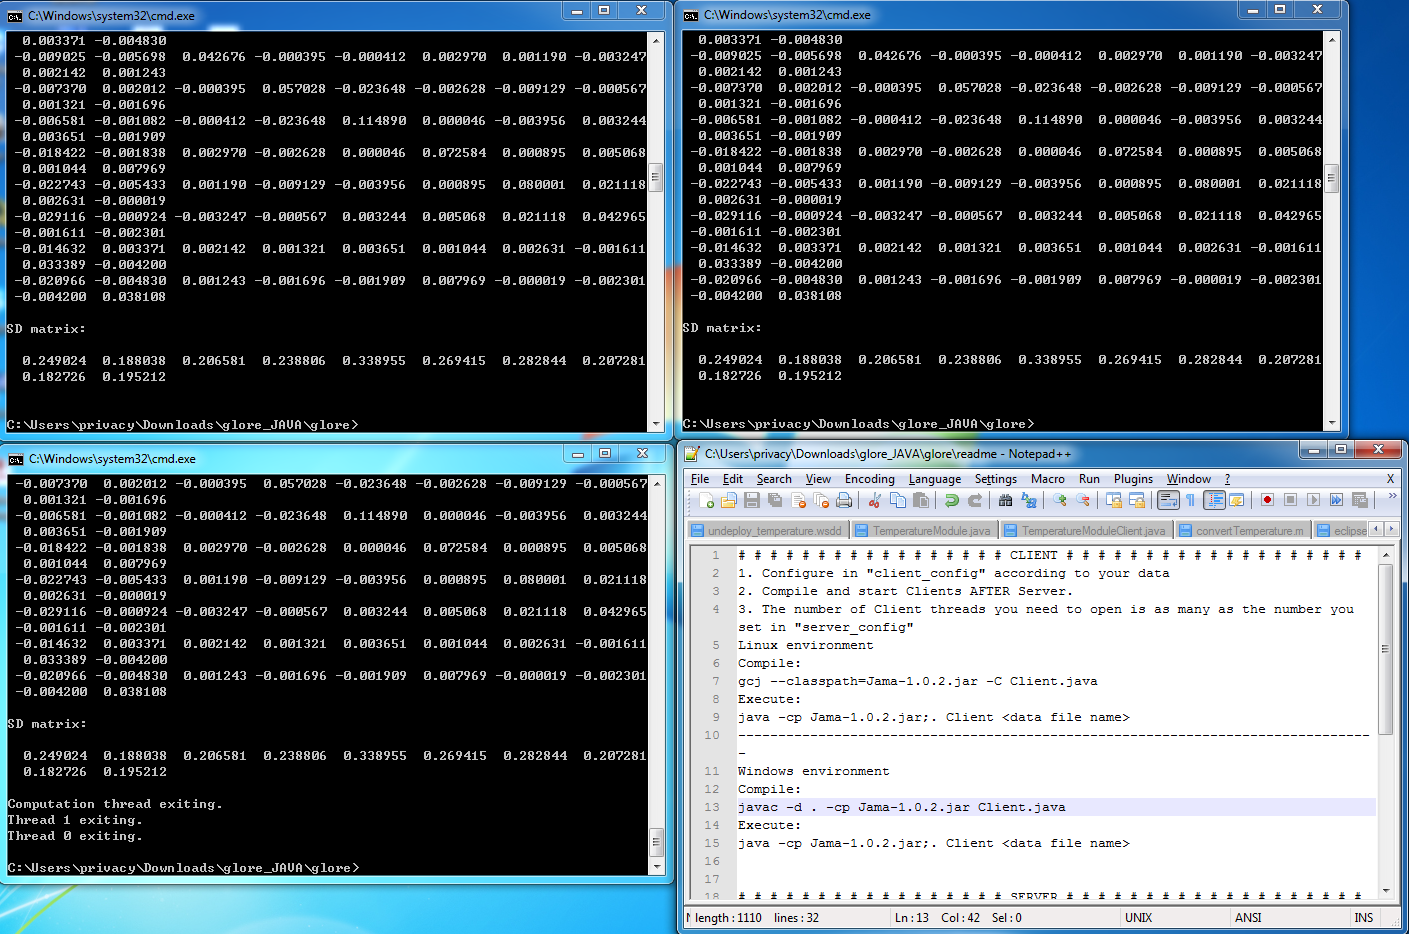 C:\Windows\system32\cmd.exe
0.003371 -0.004830
-0.009025 -0.005698 0.042676 -0.000395 -0.000412 0.002970 0.001190 -0.003247
0.002142 0.001243
-0.007370 0.002012 -0.000395 0.057028 -0.023648 -0.002628 -0.009129 -0.000567
0.001321 -0.001696
-0.006581 -0.001082 -0.000412 -0.023648 0.114890 0.000046 -0.003956 0.003244
0.003651 -0.001909
-0.018422 -0.001838 0.002970 -0.002628 0.000046 0.072584 0.000895 0.005068
0.001044 0.007969
-0.022743 -0.005433 0.001190 -0.009129 -0.003956 0.000895 0.080001 0.021118
0.002631 -0.000019
-0.029116 -0.000924 -0.003247 -0.000567 0.003244 0.005068 0.021118 0.042965
-0.001611 -0.002301
-0.014632 0.003371 0.002142 0.001321 0.003651 0.001044 0.002631 -0.001611
0.033389 -0.004200
-0.020966 -0.004830 0.001243 -0.001696 -0.001909 0.007969 -0.000019 -0.002301
-0.004200 0.038108
SD matrix:
0.249024 0.188038 0.206581 0.238806 0.338955 0.269415 0.282844 0.207281
0.182726 0.195212
C:\Users\privacy\Downloads\glore_JAVA\glore>
C:\Windows\system32\cmd.exe
0.003371 -0.004830
-0.009025 -0.005698 0.042676 -0.000395 -0.000412 0.002970 0.001190 -0.003247
0.002142 0.001243
-0.007370 0.002012 -0.000395 0.057028 -0.023648 -0.002628 -0.009129 -0.000567
0.001321 -0.001696
-0.006581 -0.001082 -0.000412 -0.023648 0.114890 0.000046 -0.003956 0.003244
0.003651 -0.001909
-0.018422 -0.001838 0.002970 -0.002628 0.000046 0.072584 0.000895 0.005068
0.001044 0.007969
-0.022743 -0.005433 0.001190 -0.009129 -0.003956 0.000895 0.080001 0.021118
0.002631 -0.000019
-0.029116 -0.000924 -0.003247 -0.000567 0.003244 0.005068 0.021118 0.042965
-0.001611 -0.002301
-0.014632 0.003371 0.002142 0.001321 0.003651 0.001044 0.002631 -0.001611
0.033389 -0.004200
-0.020966 -0.004830 0.001243 -0.001696 -0.001909 0.007969 -0.000019 -0.002301
-0.004200 0.038108
SD matrix:
0.249024 0.188038 0.206581 0.238806 0.338955 0.269415 0.282844 0.207281
0.182726 0.195212
C:\Users\privacy\Downloads\glore_JAVA\glore>
C:\Windows\system32\cmd.exe
-0.007370 0.002012 -0.000395 0.057028 -0.023648 -0.002628 -0.009129 -0.000567
0.001321 -0.001696
-0.006581 -0.001082 -0.000412 -0.023648 0.114890 0.000046 -0.003956 0.003244
0.003651 -0.001909
-0.018422 -0.001838 0.002970 -0.002628 0.000046 0.072584 0.000895 0.005068
0.001044 0.007969
-0.022743 -0.005433 0.001190 -0.009129 -0.003956 0.000895 0.080001 0.021118
0.002631 -0.000019
-0.029116 -0.000924 -0.003247 -0.000567 0.003244 0.005068 0.021118 0.042965
-0.001611 -0.002301
-0.014632 0.003371 0.002142 0.001321 0.003651 0.001044 0.002631 -0.001611
0.033389 -0.004200
-0.020966 -0.004830 0.001243 -0.001696 -0.001909 0.007969 -0.000019 -0.002301
-0.004200 0.038108
SD matrix:
0.249024 0.188038 0.206581 0.238806 0.338955 0.269415 0.282844 0.207281
0.182726 0.195212
Computation thread exiting.
Thread 1 exiting.
Thread 0 exiting.
C:\Users\privacy\Downloads\glore_JAVA\glore>
C:\Users\privacy\Downloads\glore_JAVA\glore\readme - Notepad++
File Edit Search View Encoding Language Settings Macro Run Plugins Window ? X
undeploy_temperature.wsdd TemperatureModule.java TemperatureModuleClient.java convertTemperature.m eclipse
1 # # # # # # # # # # # # # # # # # CLIENT # # # # # # # # # # # # # # # # # # #
2 1. Configure in "client_config" according to your data
3 2. Compile and start Clients AFTER Server.
4 3. The number of Client threads you need to open is as many as the number you
set in "server_config"
5 Linux environment
6 Compile:
7 gcj --classpath=Jama-1.0.2.jar -C Client.java
8 Execute:
9 java -cp Jama-1.0.2.jar;. Client <data file name>
10 -------------------------------------------------------------------------------
-
11 Windows environment
12 Compile:
13 javac -d . -cp Jama-1.0.2.jar Client.java
14 Execute:
15 java -cp Jama-1.0.2.jar;. Client <data file name>
16
17
18 # # # # # # # # # # # # # # # # # SERVER # # # # # # # # # # # # # # # # # # #
length : 1110 lines : 32 Ln : 13 Col : 42 Sel : 0 UNIX ANSI INS